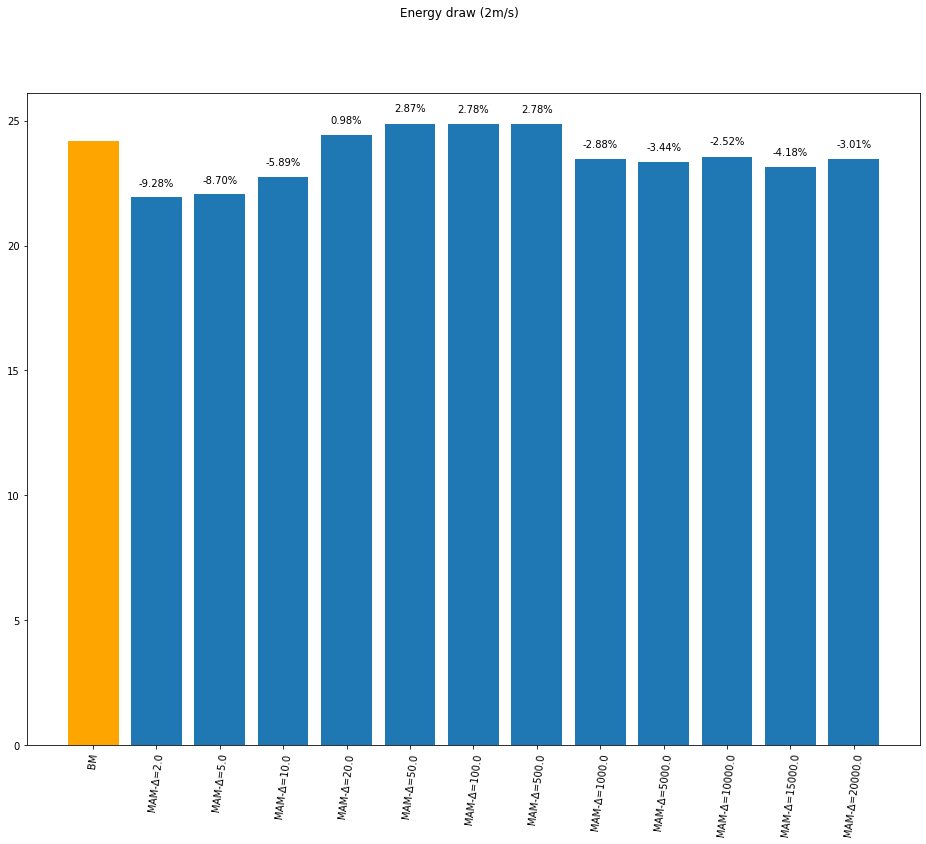 Energy draw (2m/s)
25
20
15
10
5
0
-9.28%
-8.70%
-5.89%
0.98%
2.87%
2.78%
2.78%
-2.88%
-3.44%
-2.52%
-4.18%
-3.01%
BM
MAM-Δ=2.0
MAM-Δ=5.0
MAM-Δ=10.0
MAM-Δ=20.0
MAM-Δ=50.0
MAM-Δ=100.0
MAM-Δ=500.0
MAM-Δ=1000.0
MAM-Δ=5000.0
MAM-Δ=10000.0
MAM-Δ=15000.0
MAM-Δ=20000.0